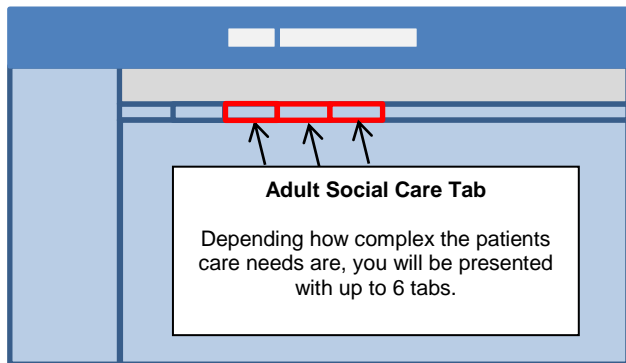 Adult Social Care Tab
Depending how complex the patients
care needs are, you will be presented
with up to 6 tabs.